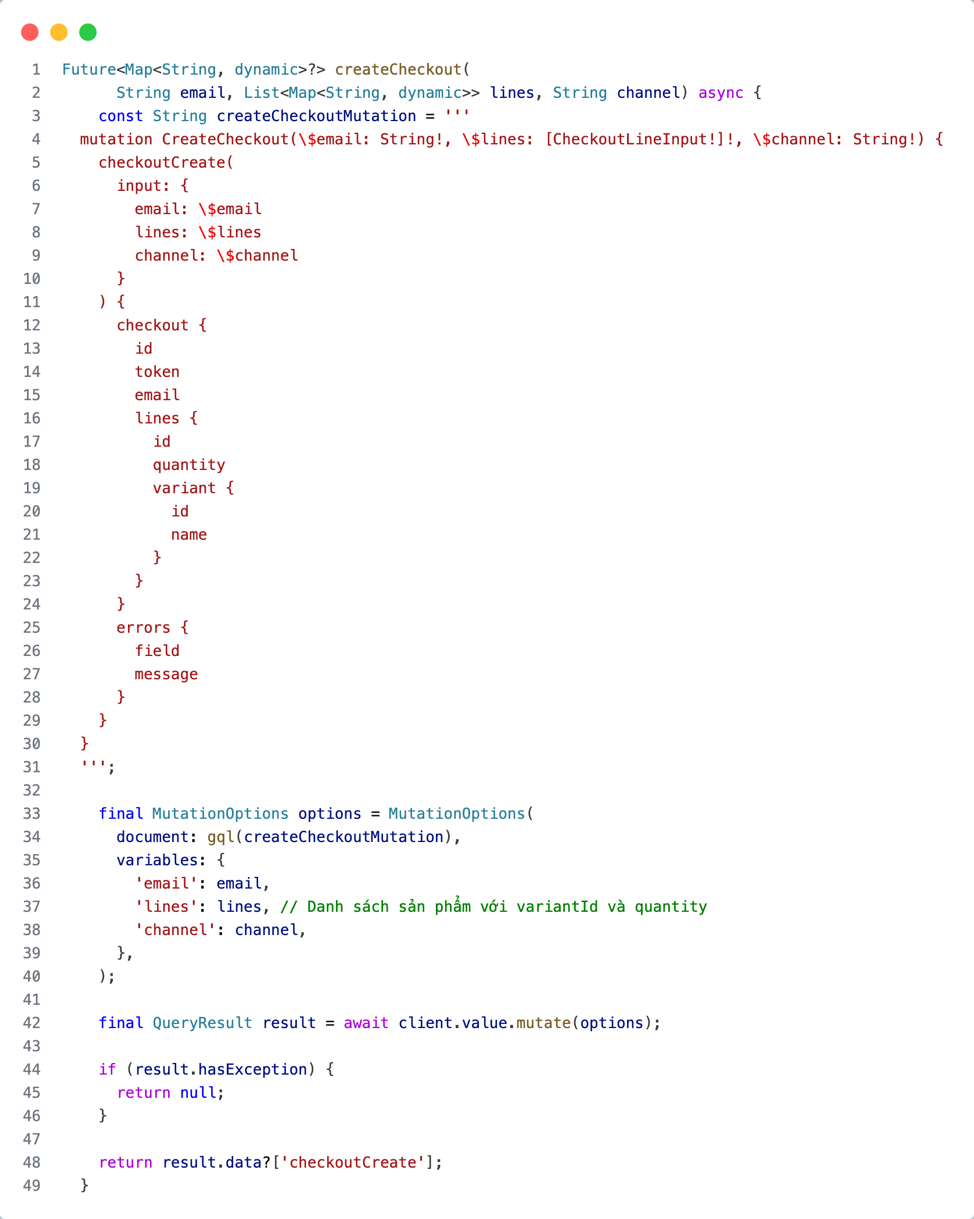 1 Future<Map<String, dynamic>?> createCheckout(
2       String email, List<Map<String, dynamic>> lines, String channel) async {
3     const String createCheckoutMutation = '''
4   mutation CreateCheckout(\$email: String!, \$lines: [CheckoutLineInput!]!, \$channel: String!) {
5     checkoutCreate(
6       input: {
7         email: \$email
8         lines: \$lines
9         channel: \$channel
10       }
11     ) {
12       checkout {
13         id
14         token
15         email
16         lines {
17           id
18           quantity
19           variant {
20             id
21             name
22           }
23         }
24       }
25       errors {
26         field
27         message
28       }
29     }
30   }
31   ''';
32
33     final MutationOptions options = MutationOptions(
34       document: gql(createCheckoutMutation),
35       variables: {
36         'email': email,
37         'lines': lines, // Danh sách sản phẩm với variantId và quantity
38         'channel': channel,
39       },
40     );
41
42     final QueryResult result = await client.value.mutate(options);
43
44     if (result.hasException) {
45       return null;
46     }
47
48     return result.data?['checkoutCreate'];
49   }